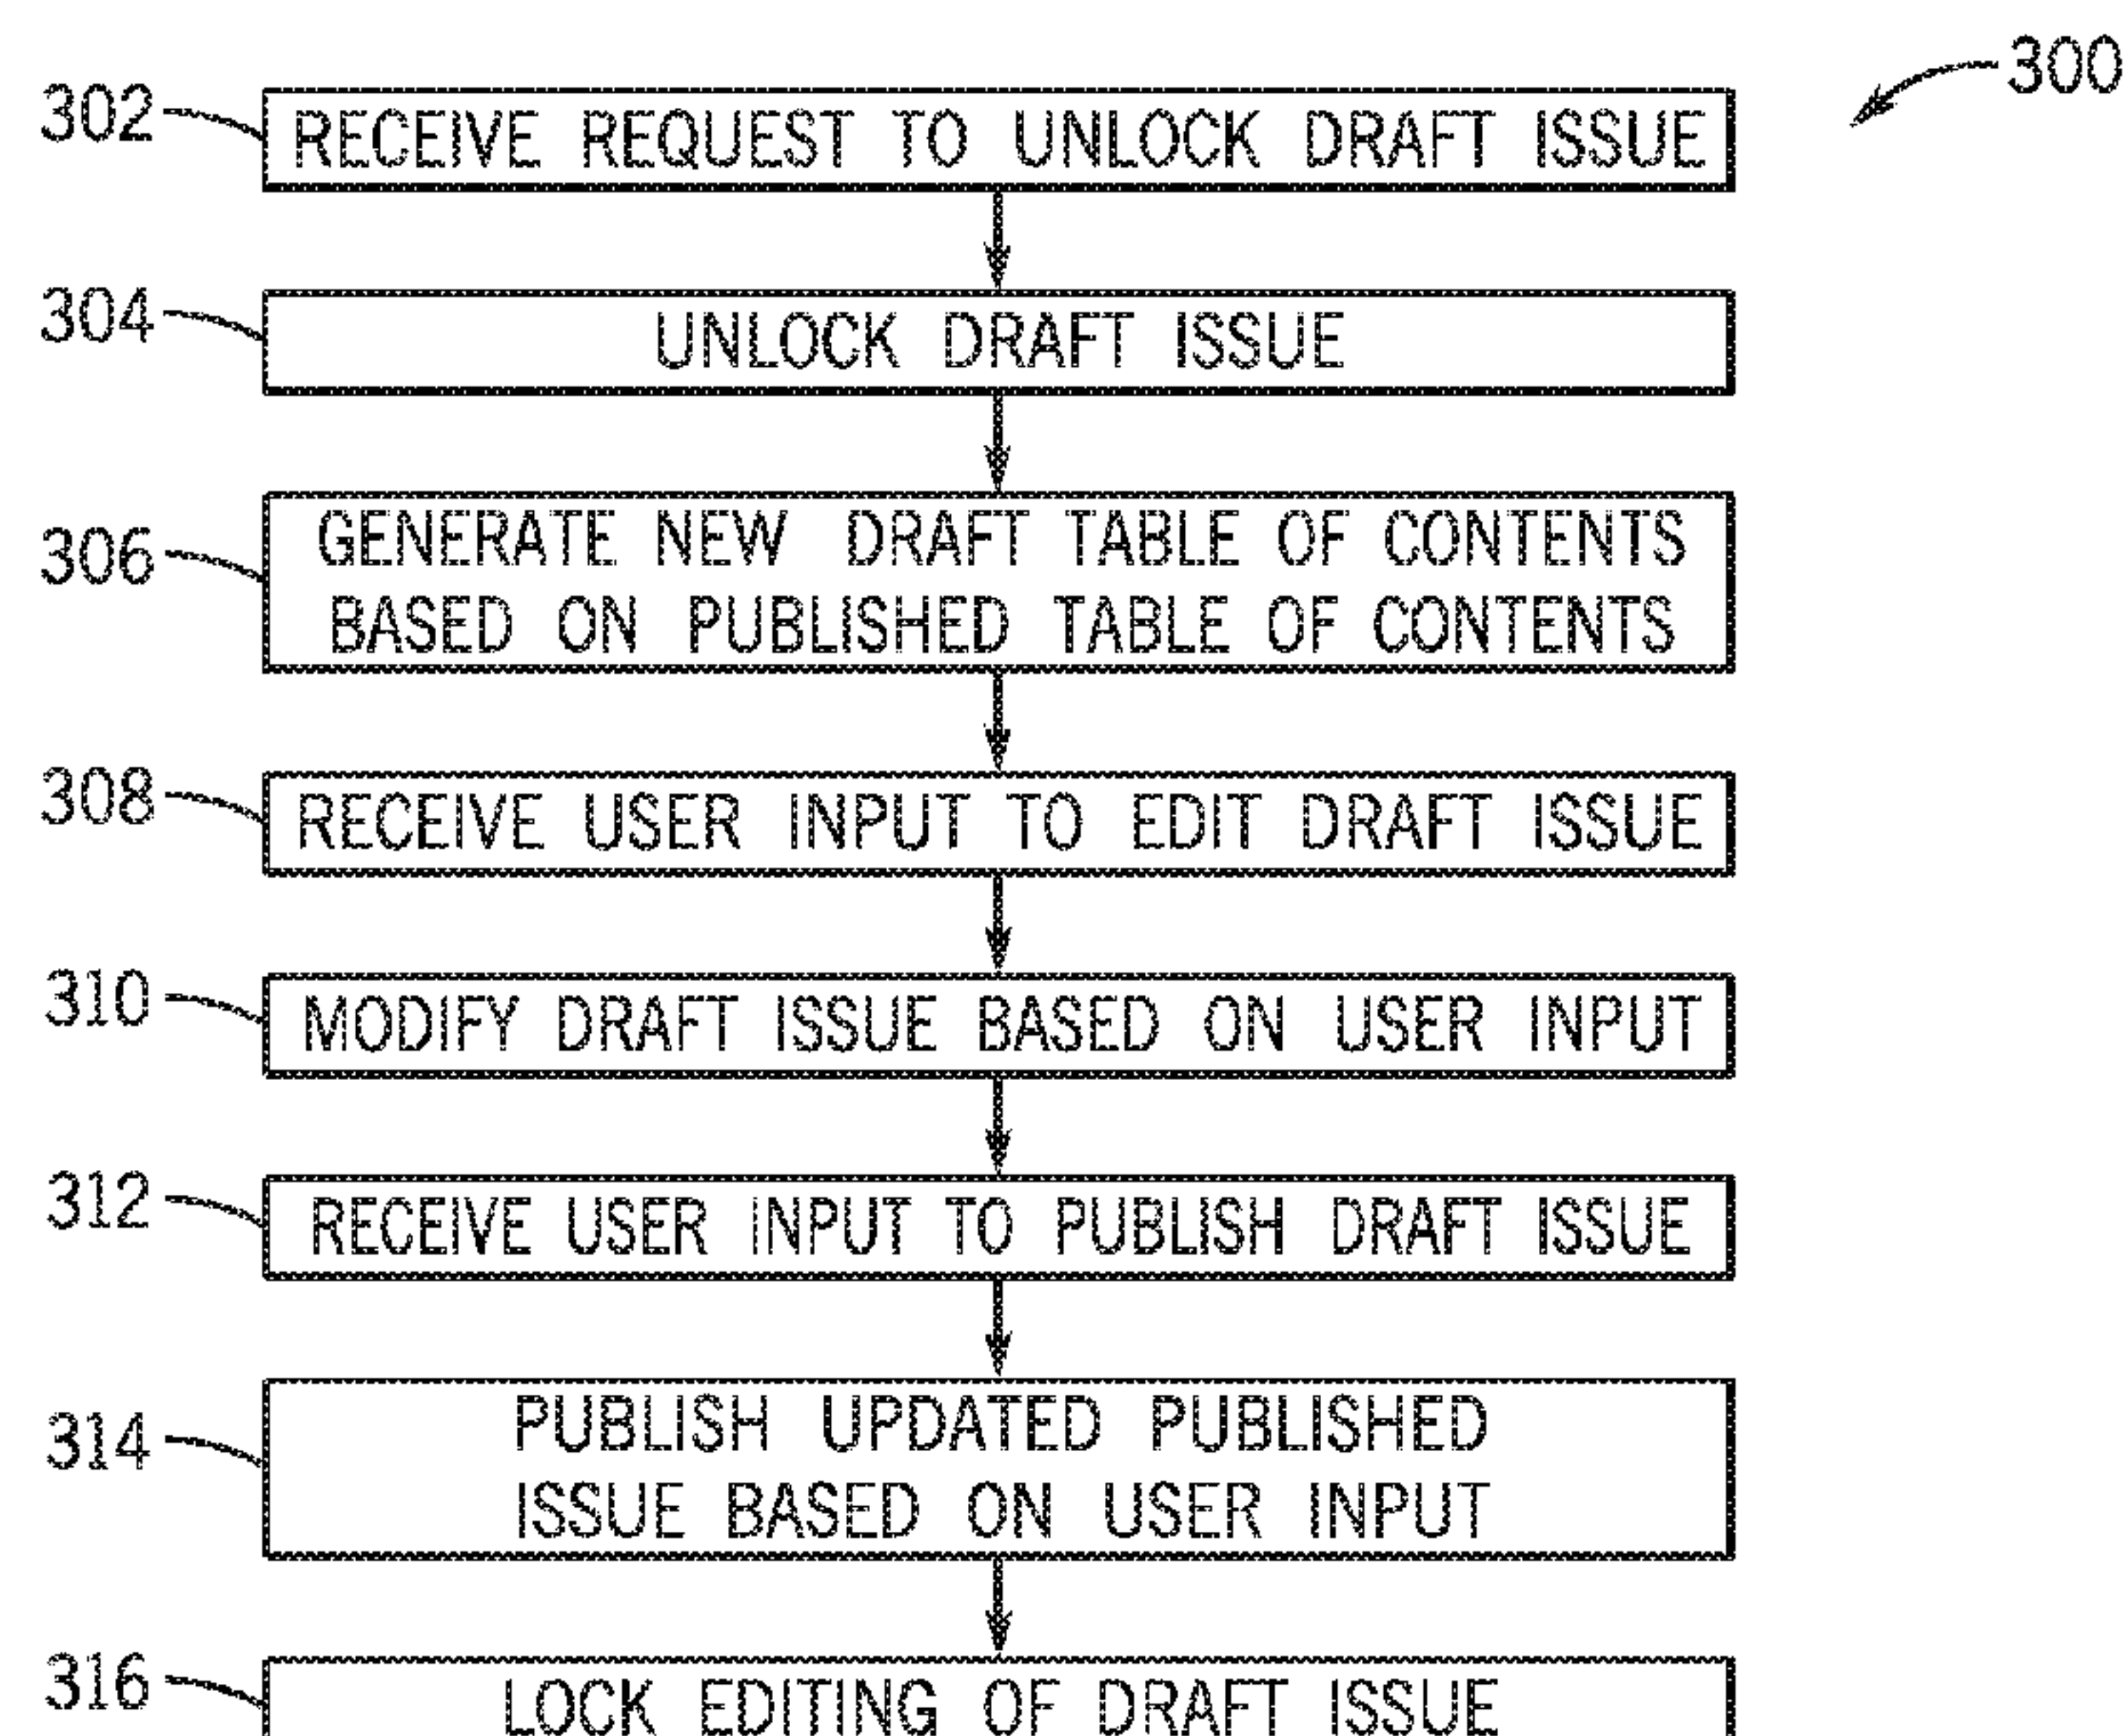 300
302 RECEIVE REQUEST TO UNLOCK DRAFT ISSUE
304 UNLOCK DRAFT ISSUE
306 GENERATE NEW DRAFT TABLE OF CONTENTS
BASED ON PUBLISHED TABLE OF CONTENTS
308 RECEIVE USER INPUT TO EDIT DRAFT ISSUE
310 MODIFY DRAFT ISSUE BASED ON USER INPUT
312 RECEIVE USER INPUT TO PUBLISH DRAFT ISSUE
314 PUBLISH UPDATED PUBLISHED
ISSUE BASED ON USER INPUT
316 LOCK EDITING OF DRAFT ISSUE